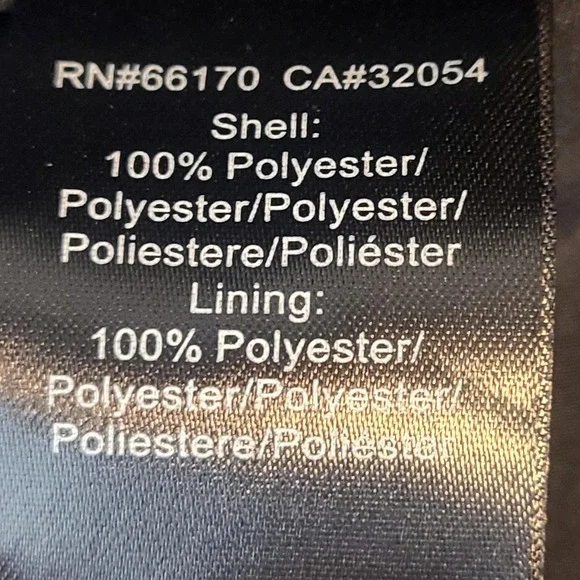 RN#66170 CA#32054
Shell:
100% Polyester/
Polyester/Polyester/
Poliestere/Poliéster
Lining:
100% Polyester/
Polyester/Polyester/
Poliestere/Poliéster